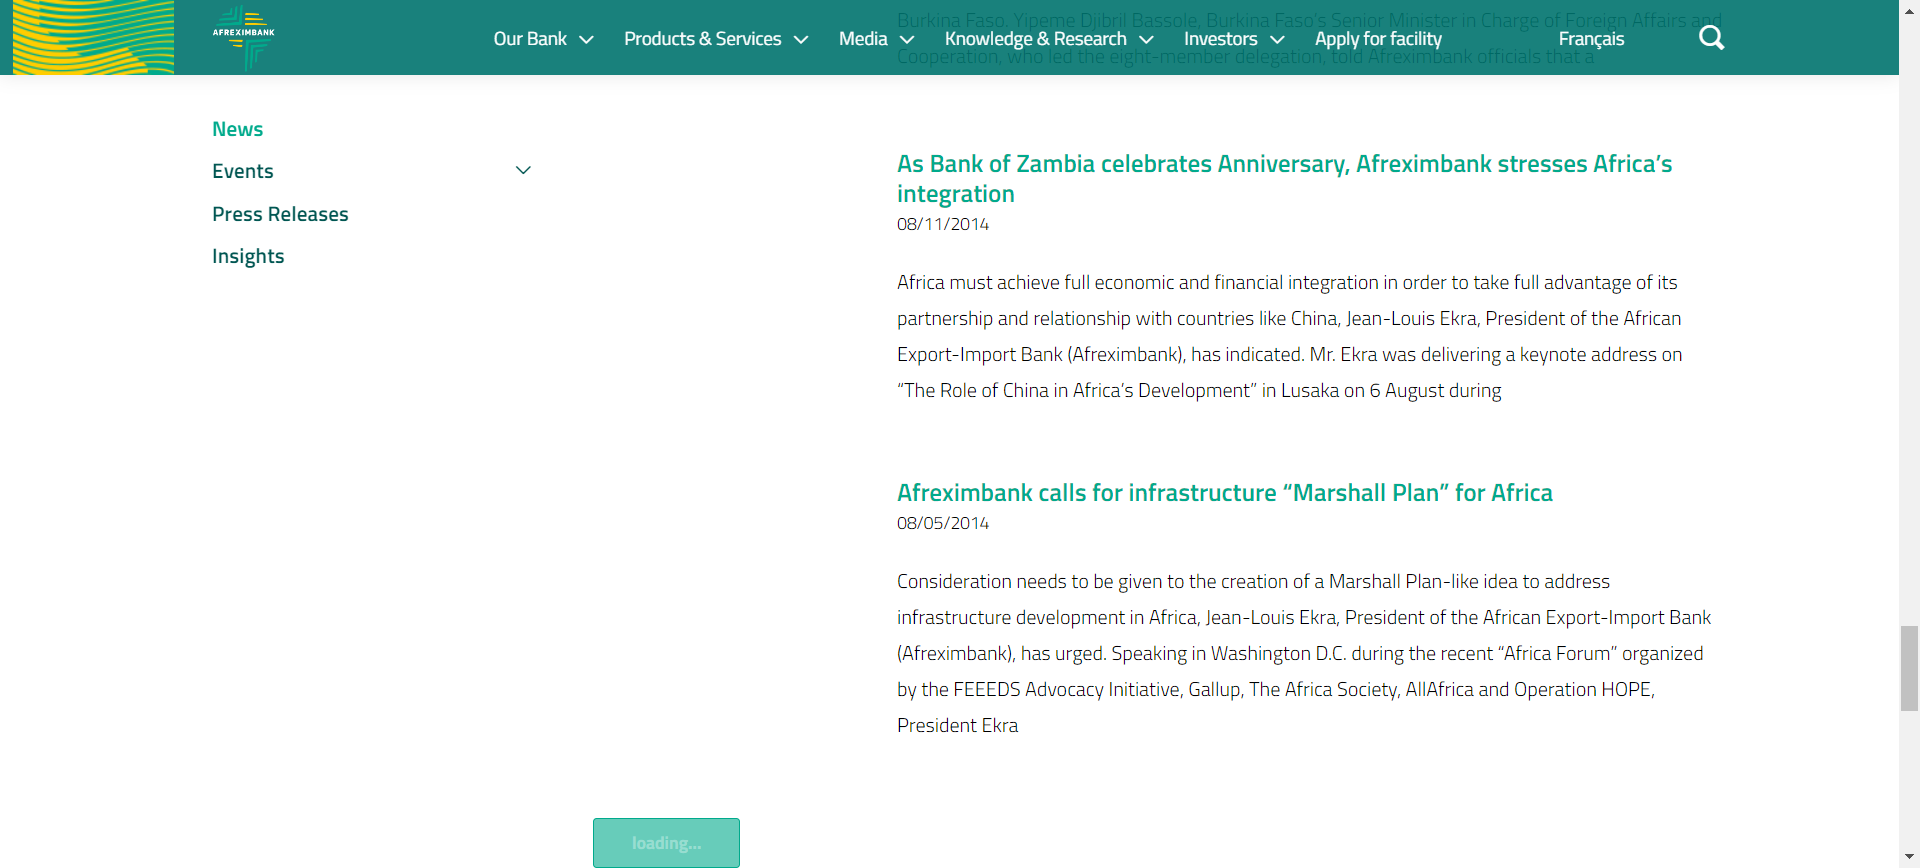 Burkina Faso, Yipeme Djibril Bassole, Burkina Faso's Senior Minister in Charge of Foreign Affairs and
AFREXIMBANK
Our Bank
Products & Services
Media
Knowledge & Research
Investors
Apply for facility
Français
Cooperation, who led the eight-member delegation, told Afreximbank officials that a
News
Events
Press Releases
Insights
As Bank of Zambia celebrates Anniversary, Afreximbank stresses Africa’s
integration
08/11/2014
Africa must achieve full economic and financial integration in order to take full advantage of its
partnership and relationship with countries like China, Jean-Louis Ekra, President of the African
Export-Import Bank (Afreximbank), has indicated. Mr. Ekra was delivering a keynote address on
“The Role of China in Africa’s Development” in Lusaka on 6 August during
Afreximbank calls for infrastructure “Marshall Plan” for Africa
08/05/2014
Consideration needs to be given to the creation of a Marshall Plan-like idea to address
infrastructure development in Africa, Jean-Louis Ekra, President of the African Export-Import Bank
(Afreximbank), has urged. Speaking in Washington D.C. during the recent “Africa Forum” organized
by the FEEEDS Advocacy Initiative, Gallup, The Africa Society, AllAfrica and Operation HOPE,
President Ekra
loading...